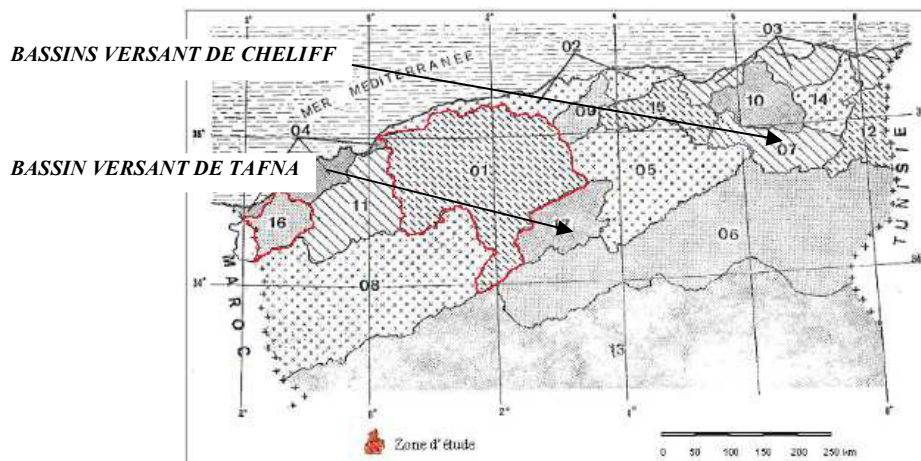 BASSINS VERSANT DE CHELIFF
BASSIN VERSANT DE TAFNA
MER MEDITERRANEE
02
03
04
09
15
10
14
12
07
01
05
11
16
17
06
08
13
MAROC
TUNISIE
Zone d'étude
0 50 100 150 200 250 km